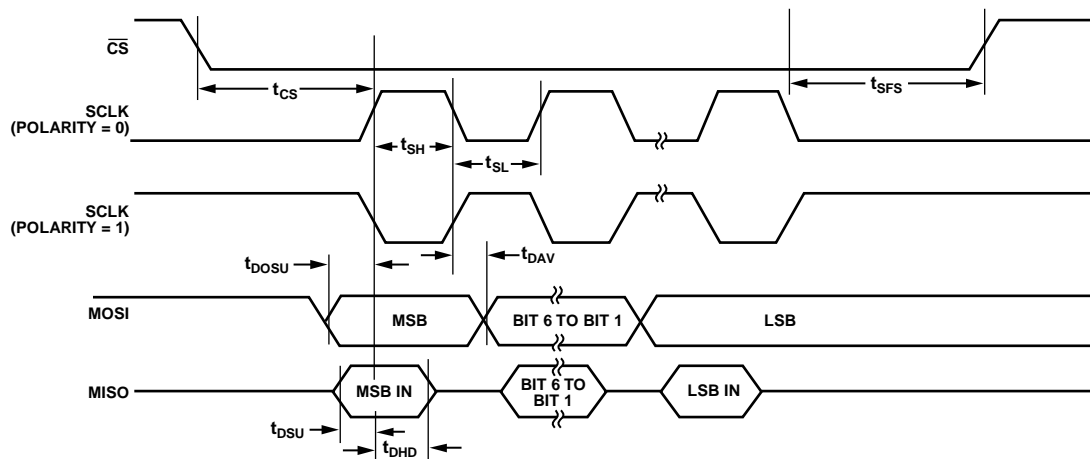 CS
tCS
tSFS
SCLK
(POLARITY = 0)
tSH
tSL
SCLK
(POLARITY = 1)
tDOSU
tDAV
MOSI
MSB
BIT 6 TO BIT 1
LSB
MISO
MSB IN
BIT 6 TO
BIT 1
LSB IN
tDSU
tDHD